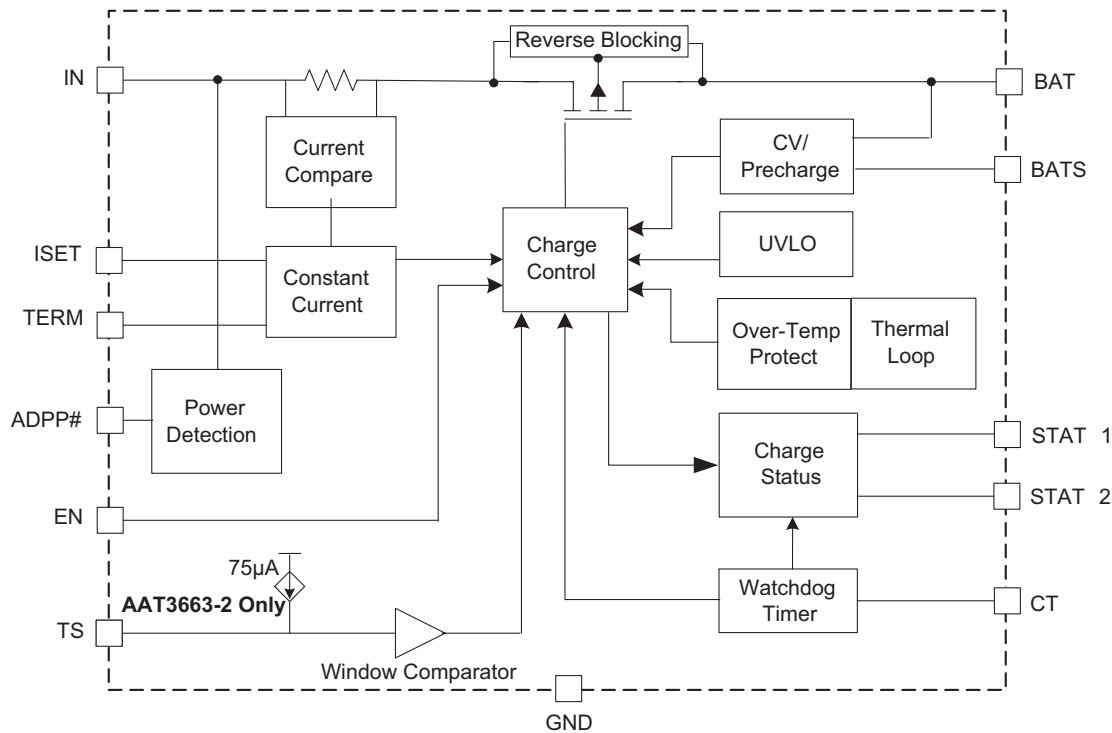 Reverse Blocking
IN
BAT
Current
Compare
CV/
Precharge
BATS
ISET
Constant
Current
Charge
Control
UVLO
TERM
Over-Temp
Protect
Thermal
Loop
ADPP#
Power
Detection
Charge
Status
STAT 1
STAT 2
EN
75µA
AAT3663-2 Only
TS
Window Comparator
Watchdog
Timer
CT
GND